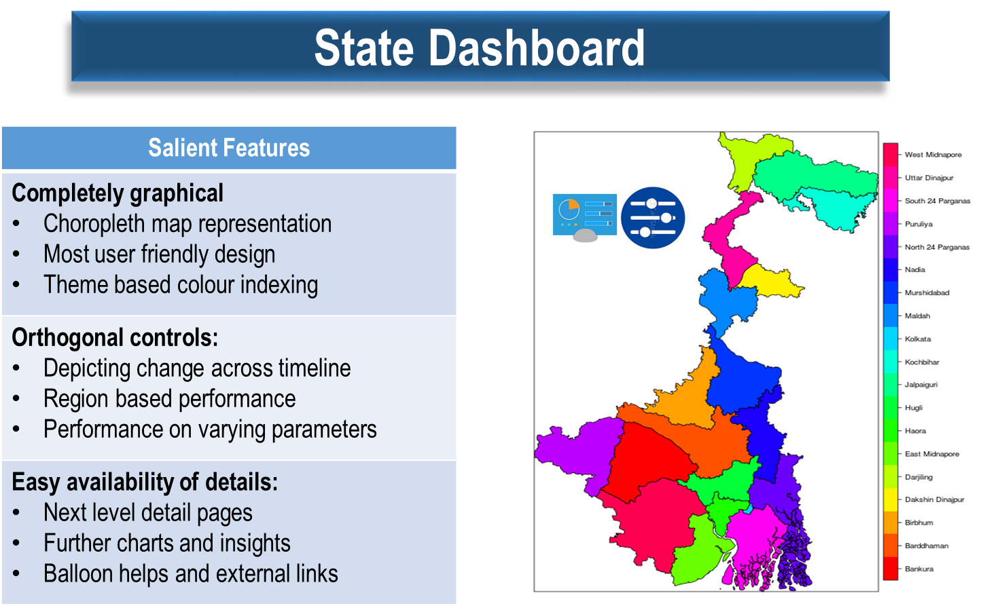 State Dashboard
Salient Features
Completely graphical
• Choropleth map representation
• Most user friendly design
• Theme based colour indexing
Orthogonal controls:
• Depicting change across timeline
• Region based performance
• Performance on varying parameters
Easy availability of details:
• Next level detail pages
• Further charts and insights
• Balloon helps and external links
West Midnapore
Uttar Dinajpur
South 24 Parganas
Puruliya
North 24 Parganas
Nadia
Murshidabad
Maldah
Kolkata
Kochbihar
Jalpaiguri
Hugli
Haora
East Midnapore
Darjiling
Dakshin Dinajpur
Birbhum
Barddhaman
Bankura